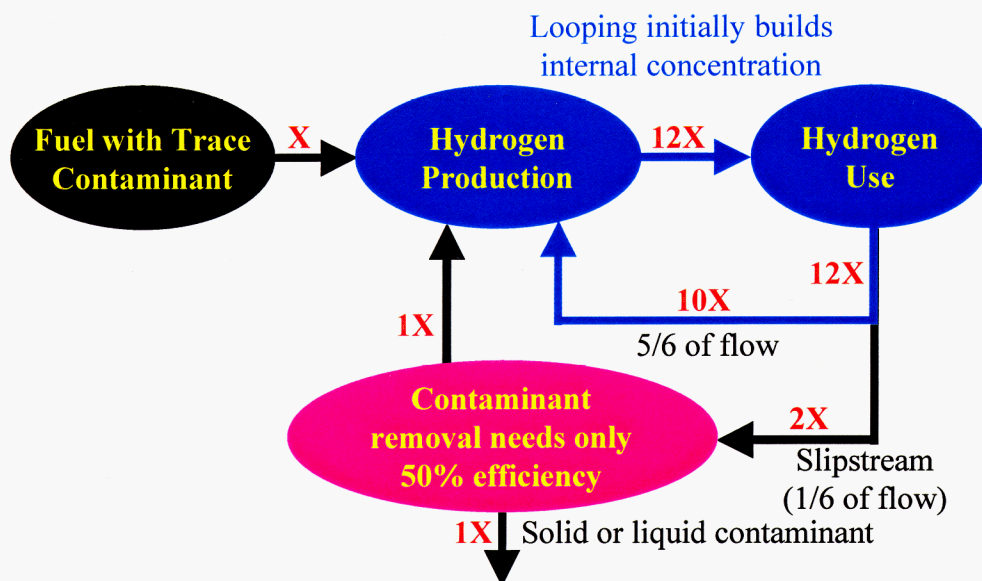 Looping initially builds
internal concentration
Fuel with Trace
Contaminant
X
Hydrogen
Production
12X
Hydrogen
Use
12X
10X
5/6 of flow
1X
Contaminant
removal needs only
50% efficiency
2X
Slipstream
(1/6 of flow)
1X
Solid or liquid contaminant